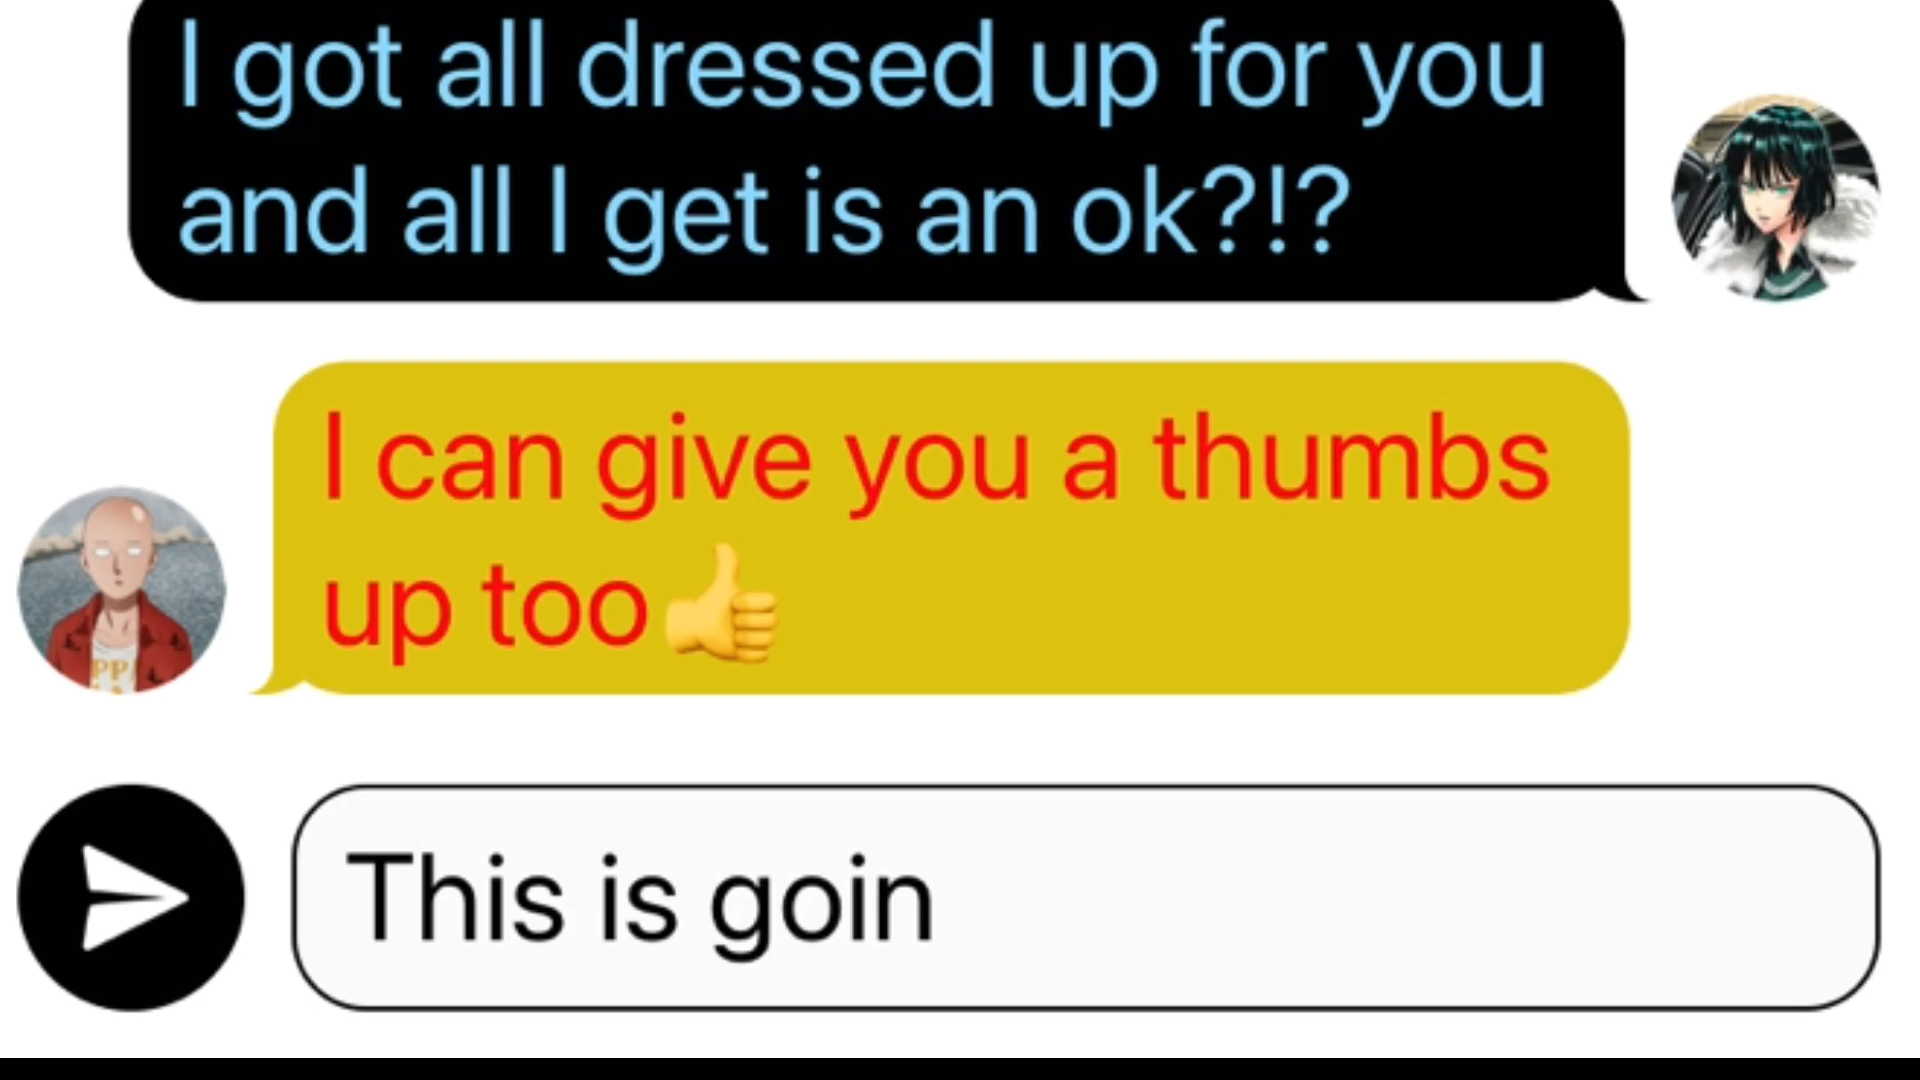 I got all dressed up for you
and all I get is an ok?!?
I can give you a thumbs
up too👍
This is goin